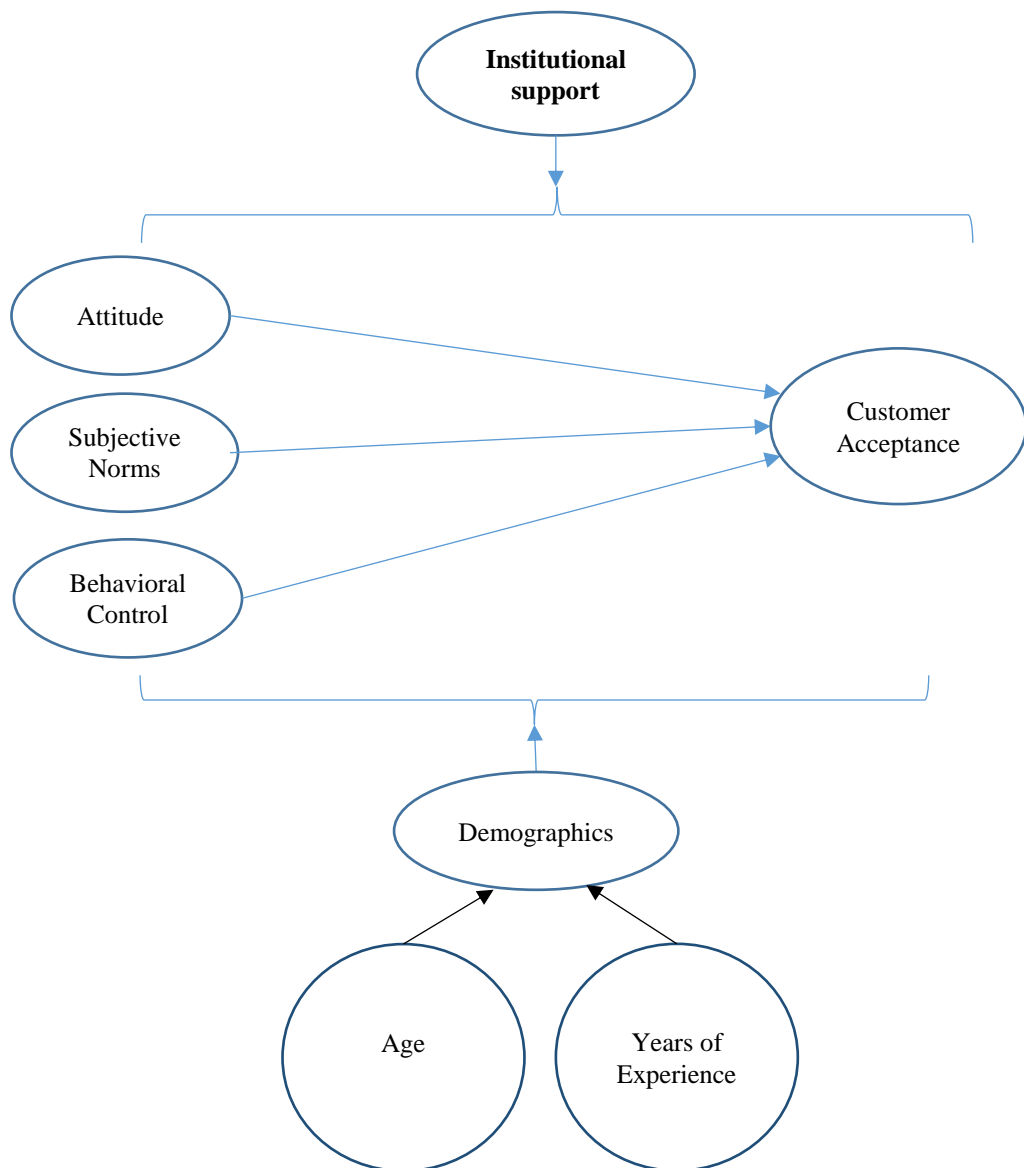 Institutional
support
Attitude
Subjective
Norms
Customer
Acceptance
Behavioral
Control
Demographics
Age
Years of
Experience